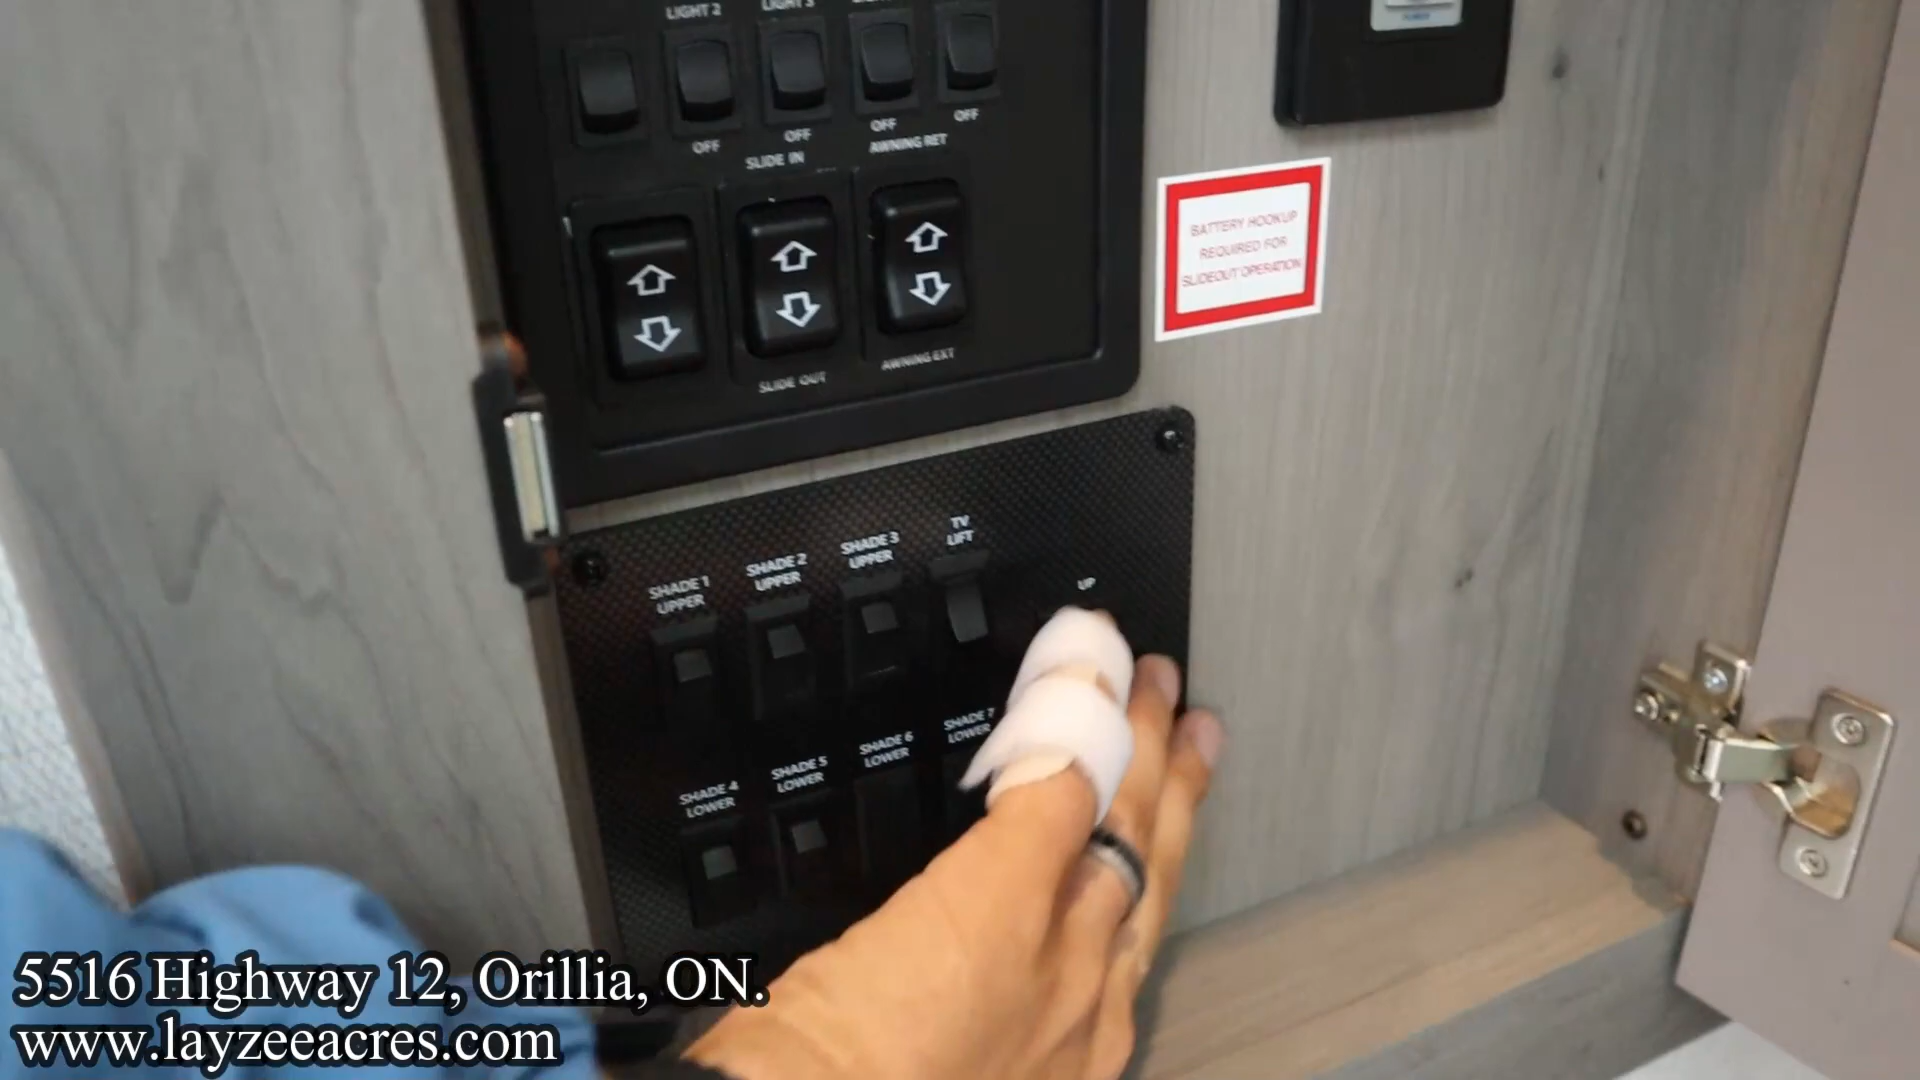 LIGHT 2 LIGHT 3
OFF OFF OFF OFF
SLIDE IN AWNING RET
SLIDE OUT AWNING EXT
BATTERY HOOKUP
REQUIRED FOR
SLIDEOUT OPERATION
SHADE 1
UPPER
SHADE 2
UPPER
SHADE 3
UPPER
TV
LIFT
UP
SHADE 4
LOWER
SHADE 5
LOWER
SHADE 6
LOWER
SHADE 7
LOWER
5516 Highway 12, Orillia, ON.
www.layzeeacres.com